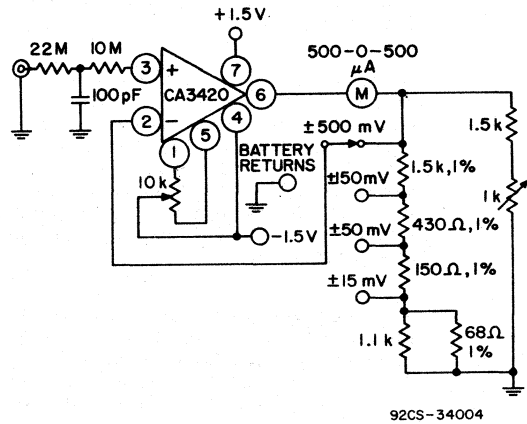 +1.5V
22M
10M
3
+
7
500-0-500
μA
CA3420
6
M
100pF
2
−
4
±500 mV
1.5k
5
BATTERY
RETURNS
1
1.5k,1%
10k
±150mV
1k
430Ω,1%
−1.5V
±50 mV
150Ω,1%
±15 mV
1.1k
68Ω
1%
92CS-34004